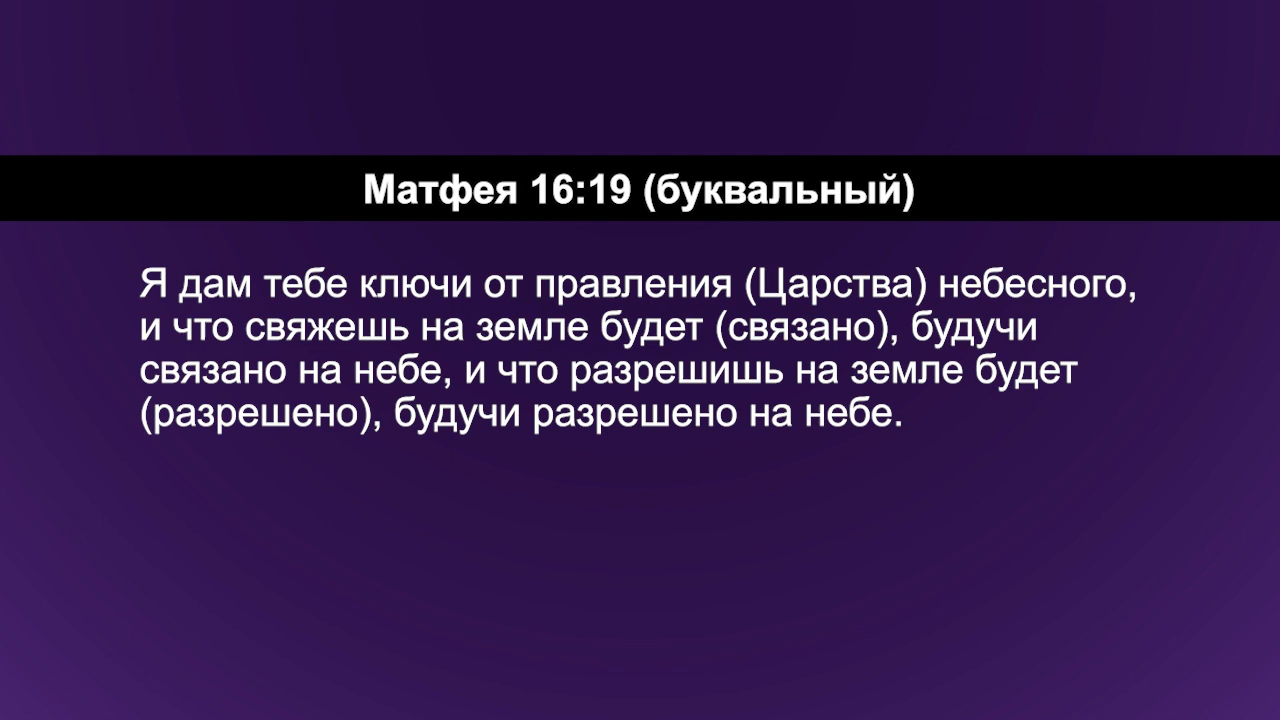 Матфея 16:19 (буквальный)
Я дам тебе ключи от правления (Царства) небесного,
и что свяжешь на земле будет (связано), будучи
связано на небе, и что разрешишь на земле будет
(разрешено), будучи разрешено на небе.